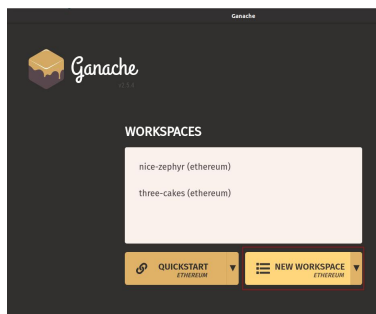 Ganache
Ganache
WORKSPACES
nice-zephyr (ethereum)
three-cakes (ethereum)
QUICKSTART
ETHEREUM
NEW WORKSPACE
ETHEREUM